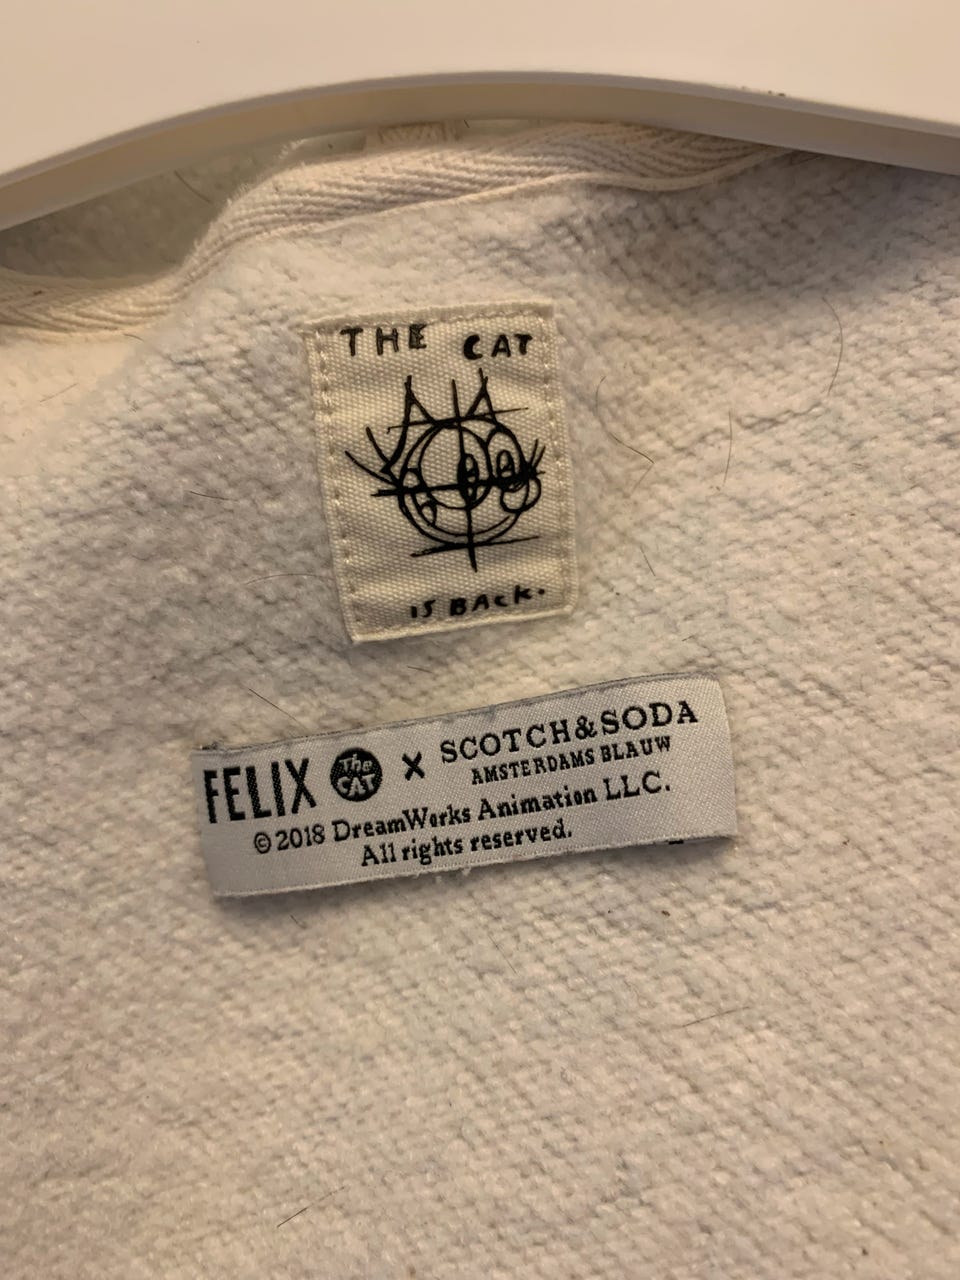 THE CAT
IS BACK.
FELIX The CAT X SCOTCH&SODA
AMSTERDAMS BLAUW
©2018 DreamWorks Animation LLC.
All rights reserved.